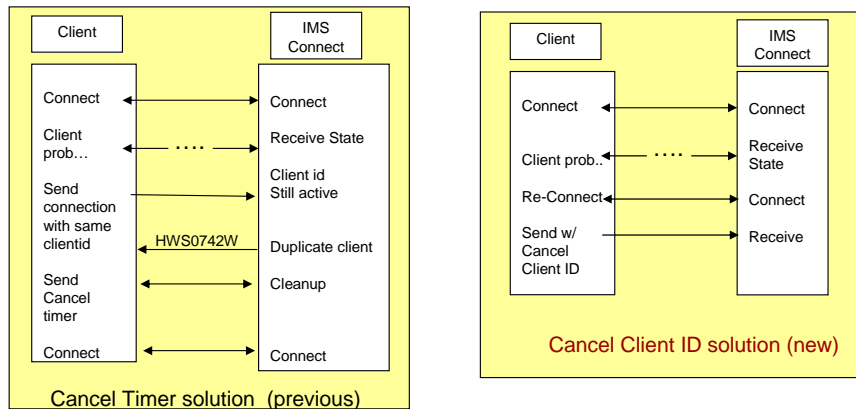 Client
IMS
Connect
Connect
Connect
Client
prob…
....
Receive State
Send
connection
with same
clientid
Client id
Still active
HWS0742W
Duplicate client
Send
Cancel
timer
Cleanup
Connect
Connect
Cancel Timer solution (previous)
Client
IMS
Connect
Connect
Connect
Client prob..
....
Receive
State
Re-Connect
Connect
Send w/
Cancel
Client ID
Receive
Cancel Client ID solution (new)